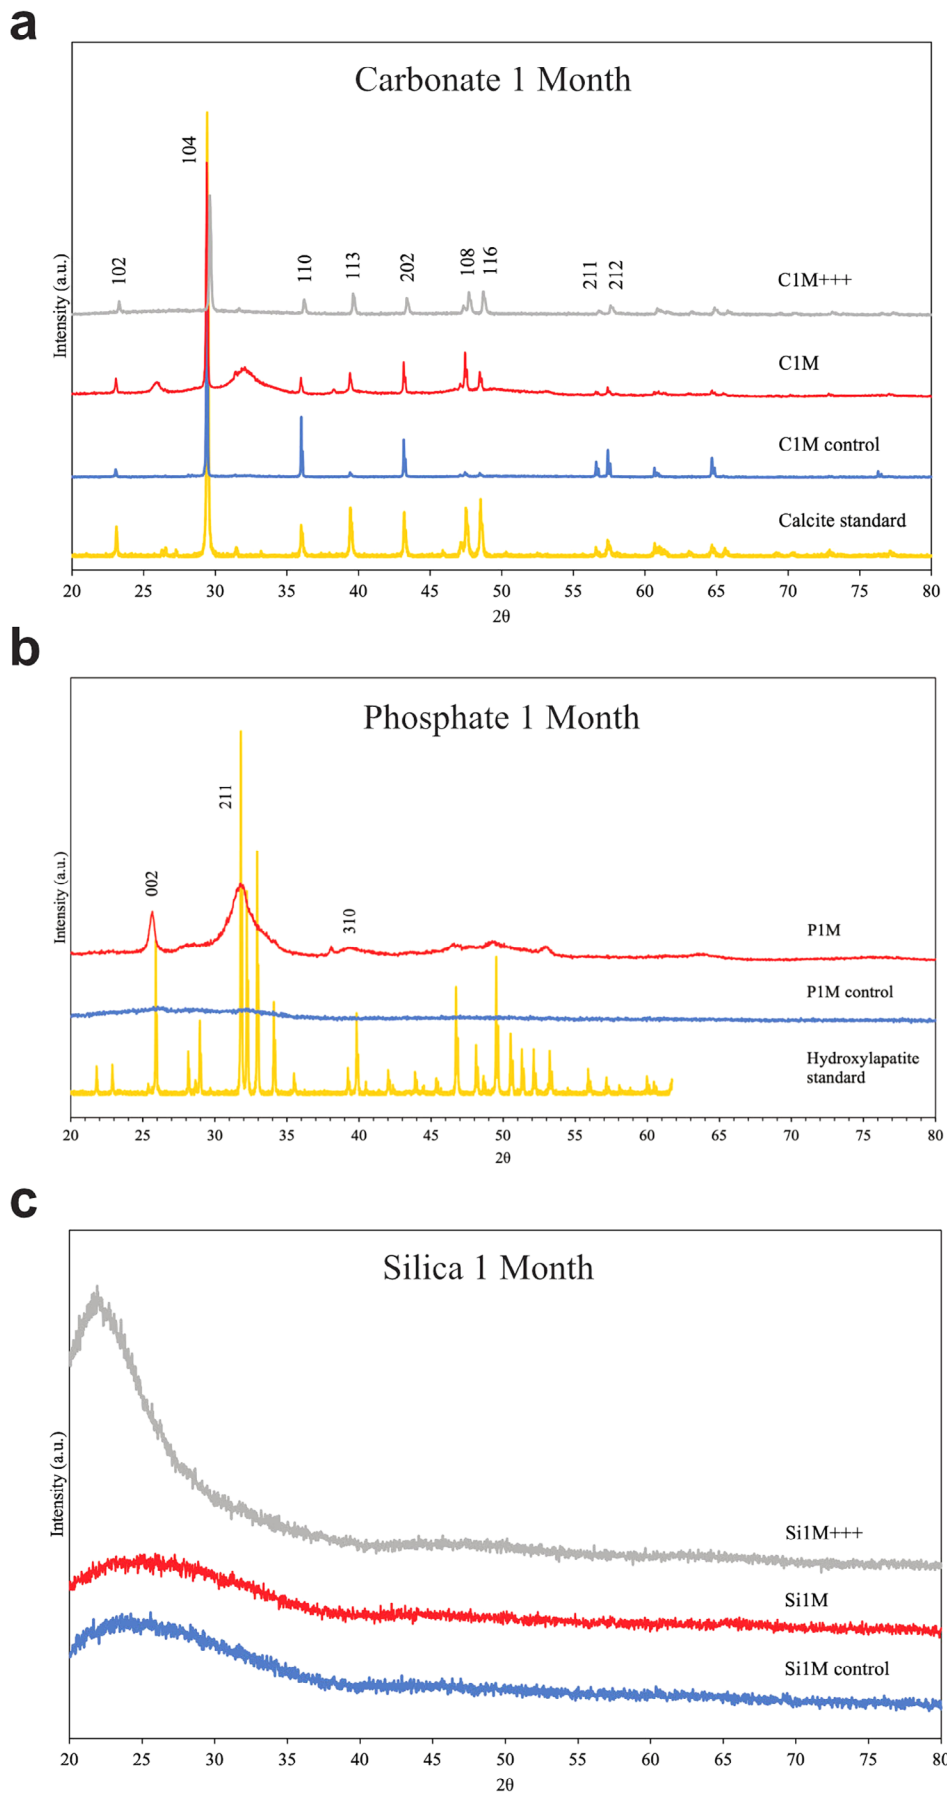 a
Carbonate 1 Month
104
102
110
113
202
108
116
211
212
C1M+++
C1M
C1M control
Calcite standard
Intensity (a.u.)
20 25 30 35 40 45 50 55 60 65 70 75 80
2θ
b
Phosphate 1 Month
211
002
310
P1M
P1M control
Hydroxylapatite
standard
Intensity (a.u.)
20 25 30 35 40 45 50 55 60 65 70 75 80
2θ
c
Silica 1 Month
Si1M+++
Si1M
Si1M control
Intensity (a.u.)
20 25 30 35 40 45 50 55 60 65 70 75 80
2θ